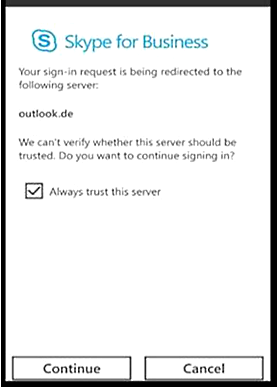 Skype for Business
Your sign-in request is being redirected to the
following server:
outlook.de
We can't verify whether this server should be
trusted. Do you want to continue signing in?
Always trust this server
Continue
Cancel